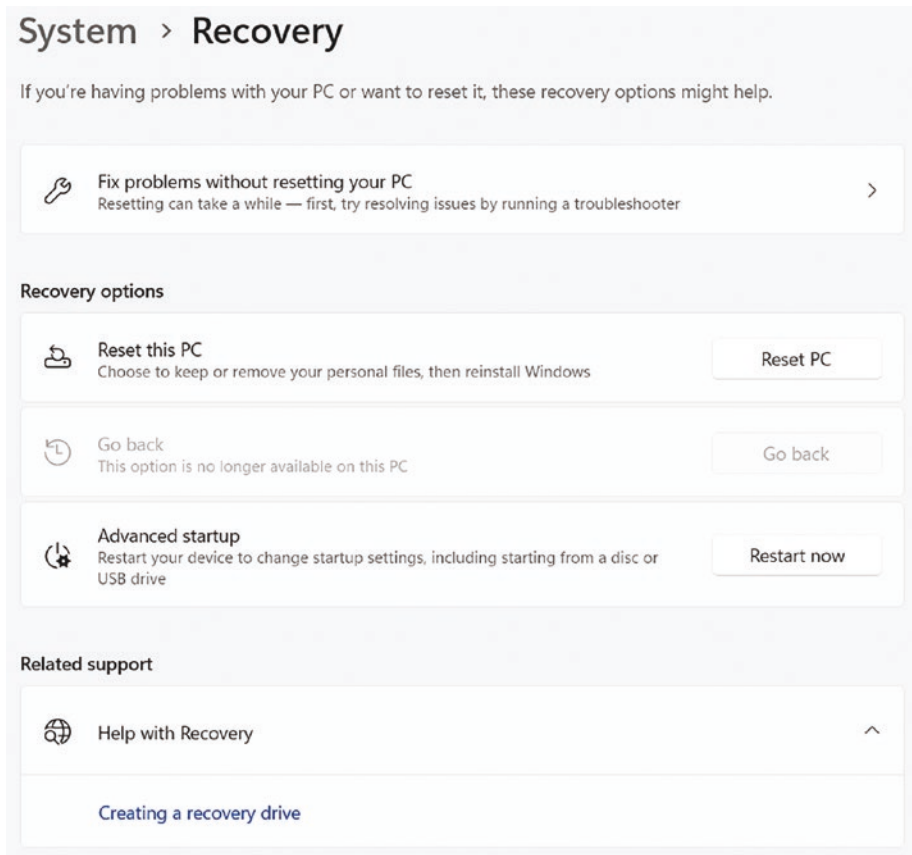 System > Recovery
If you're having problems with your PC or want to reset it, these recovery options might help.
Fix problems without resetting your PC
Resetting can take a while — first, try resolving issues by running a troubleshooter
Recovery options
Reset this PC
Choose to keep or remove your personal files, then reinstall Windows
Reset PC
Go back
This option is no longer available on this PC
Go back
Advanced startup
Restart your device to change startup settings, including starting from a disc or
USB drive
Restart now
Related support
Help with Recovery
Creating a recovery drive